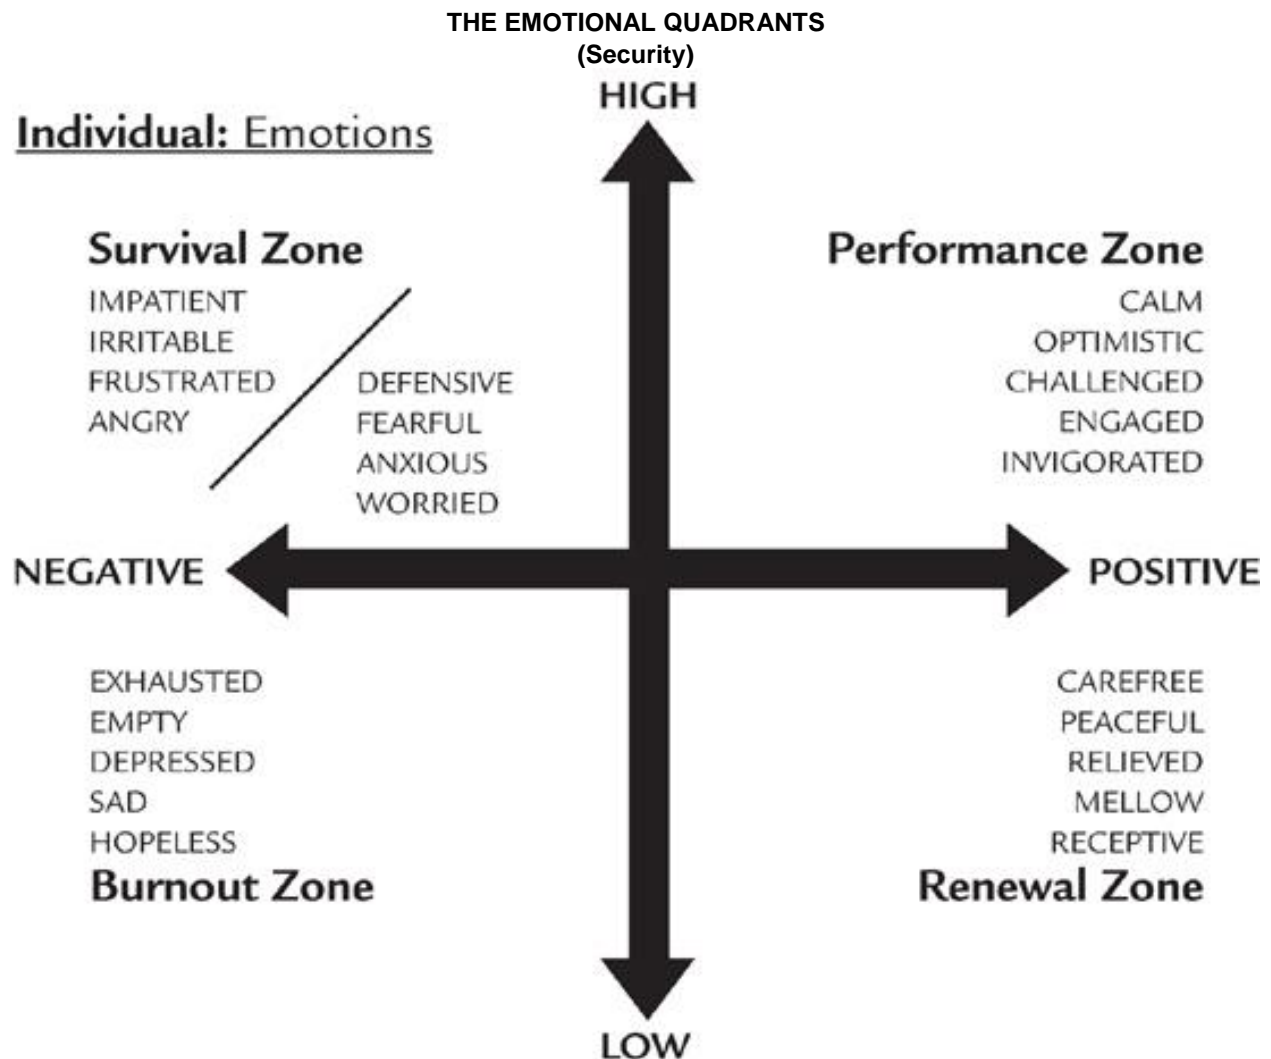 THE EMOTIONAL QUADRANTS
(Security)
HIGH
Individual: Emotions
Survival Zone
IMPATIENT
IRRITABLE
FRUSTRATED
ANGRY
DEFENSIVE
FEARFUL
ANXIOUS
WORRIED
Performance Zone
CALM
OPTIMISTIC
CHALLENGED
ENGAGED
INVIGORATED
NEGATIVE
POSITIVE
EXHAUSTED
EMPTY
DEPRESSED
SAD
HOPELESS
Burnout Zone
CAREFREE
PEACEFUL
RELIEVED
MELLOW
RECEPTIVE
Renewal Zone
LOW